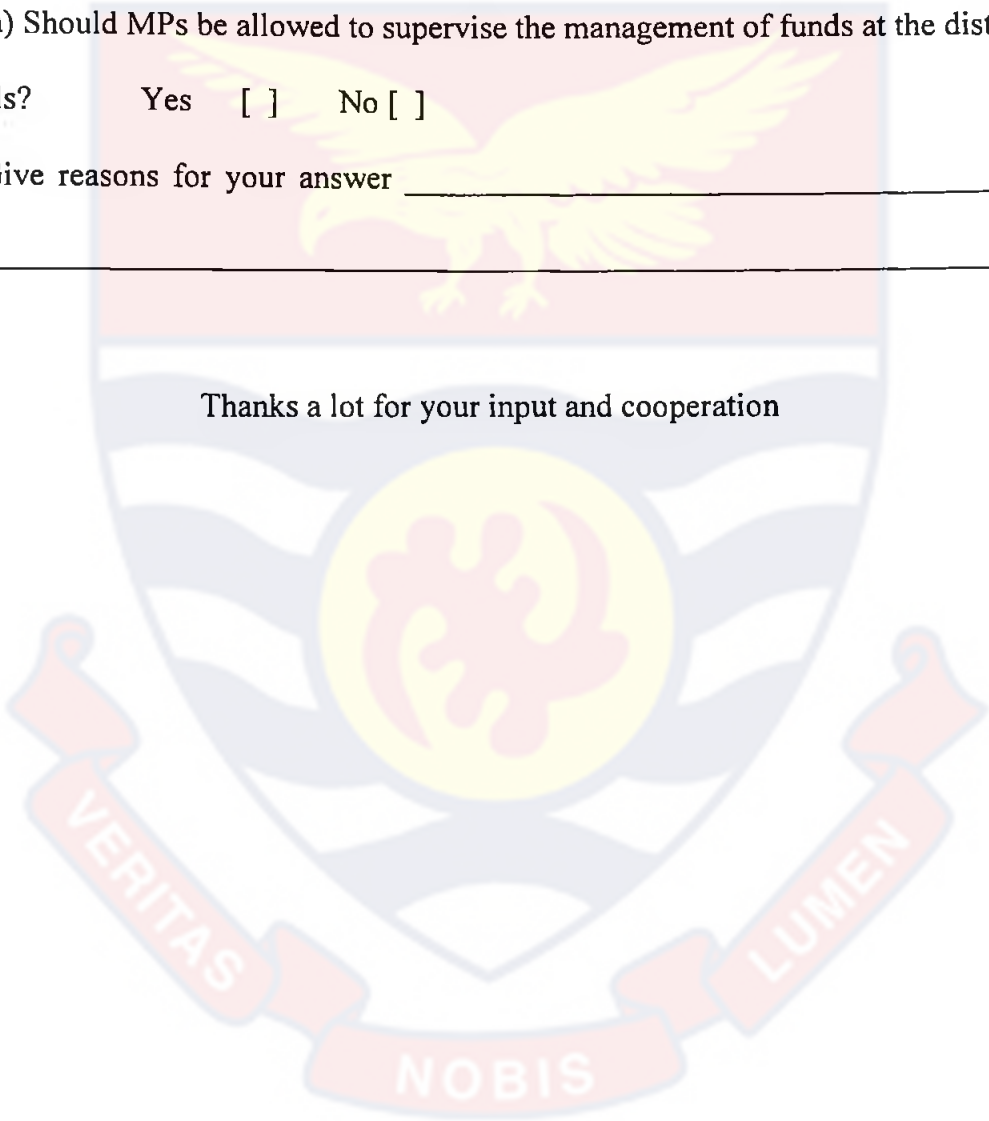 ) Should MPs be allowed to supervise the management of funds at the dist
s? Yes [ ] No [ ]
ive reasons for your answer
Thanks a lot for your input and cooperation
VERITAS
NOBIS
LUMEN